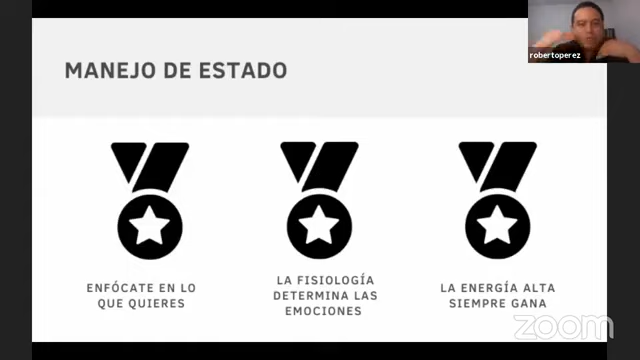 robertoperez
MANEJO DE ESTADO
ENFÓCATE EN LO
QUE QUIERES
LA FISIOLOGÍA
DETERMINA LAS
EMOCIONES
LA ENERGÍA ALTA
SIEMPRE GANA
zoom